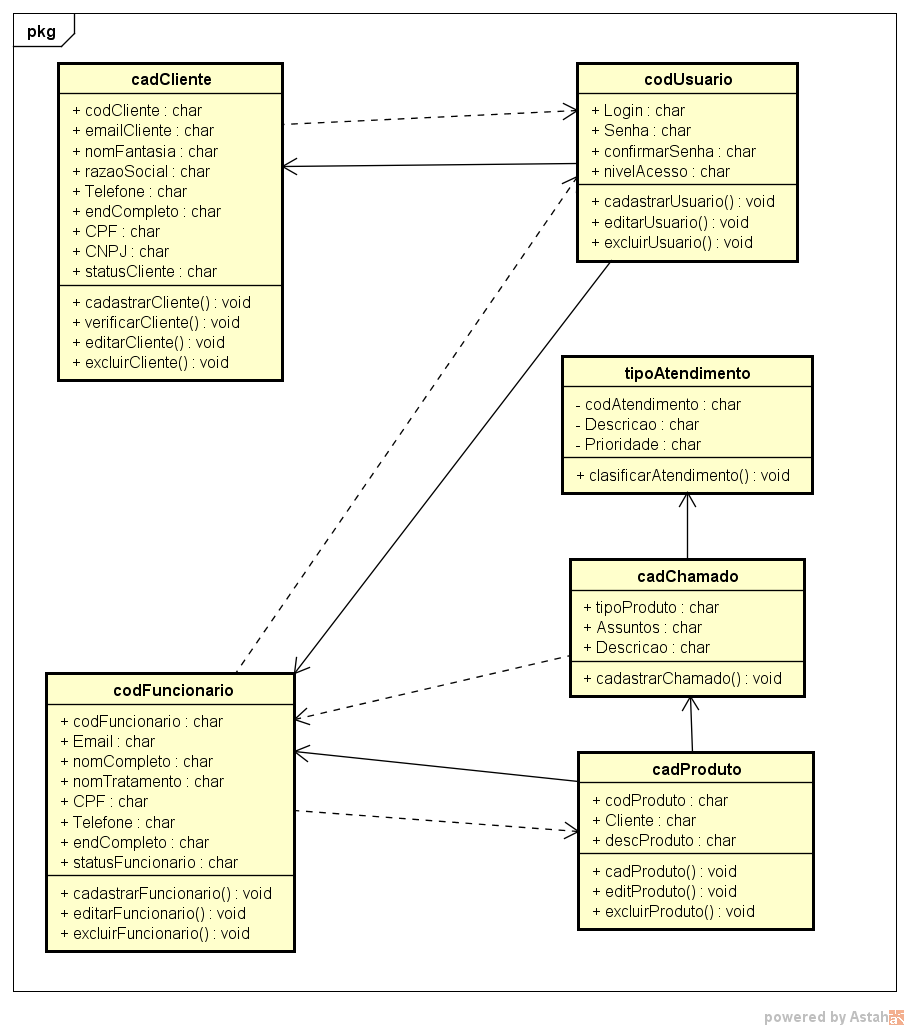 pkg
cadCliente
+ codCliente : char
+ emailCliente : char
+ nomFantasia : char
+ razaoSocial : char
+ Telefone : char
+ endCompleto : char
+ CPF : char
+ CNPJ : char
+ statusCliente : char
+ cadastrarCliente() : void
+ verificarCliente() : void
+ editarCliente() : void
+ excluirCliente() : void
codUsuario
+ Login : char
+ Senha : char
+ confirmarSenha : char
+ nivelAcesso : char
+ cadastrarUsuario() : void
+ editarUsuario() : void
+ excluirUsuario() : void
tipoAtendimento
- codAtendimento : char
- Descricao : char
- Prioridade : char
+ clasificarAtendimento() : void
cadChamado
+ tipoProduto : char
+ Assuntos : char
+ Descricao : char
+ cadastrarChamado() : void
codFuncionario
+ codFuncionario : char
+ Email : char
+ nomCompleto : char
+ nomTratamento : char
+ CPF : char
+ Telefone : char
+ endCompleto : char
+ statusFuncionario : char
+ cadastrarFuncionario() : void
+ editarFuncionario() : void
+ excluirFuncionario() : void
cadProduto
+ codProduto : char
+ Cliente : char
+ descProduto : char
+ cadProduto() : void
+ editProduto() : void
+ excluirProduto() : void
powered by Astah